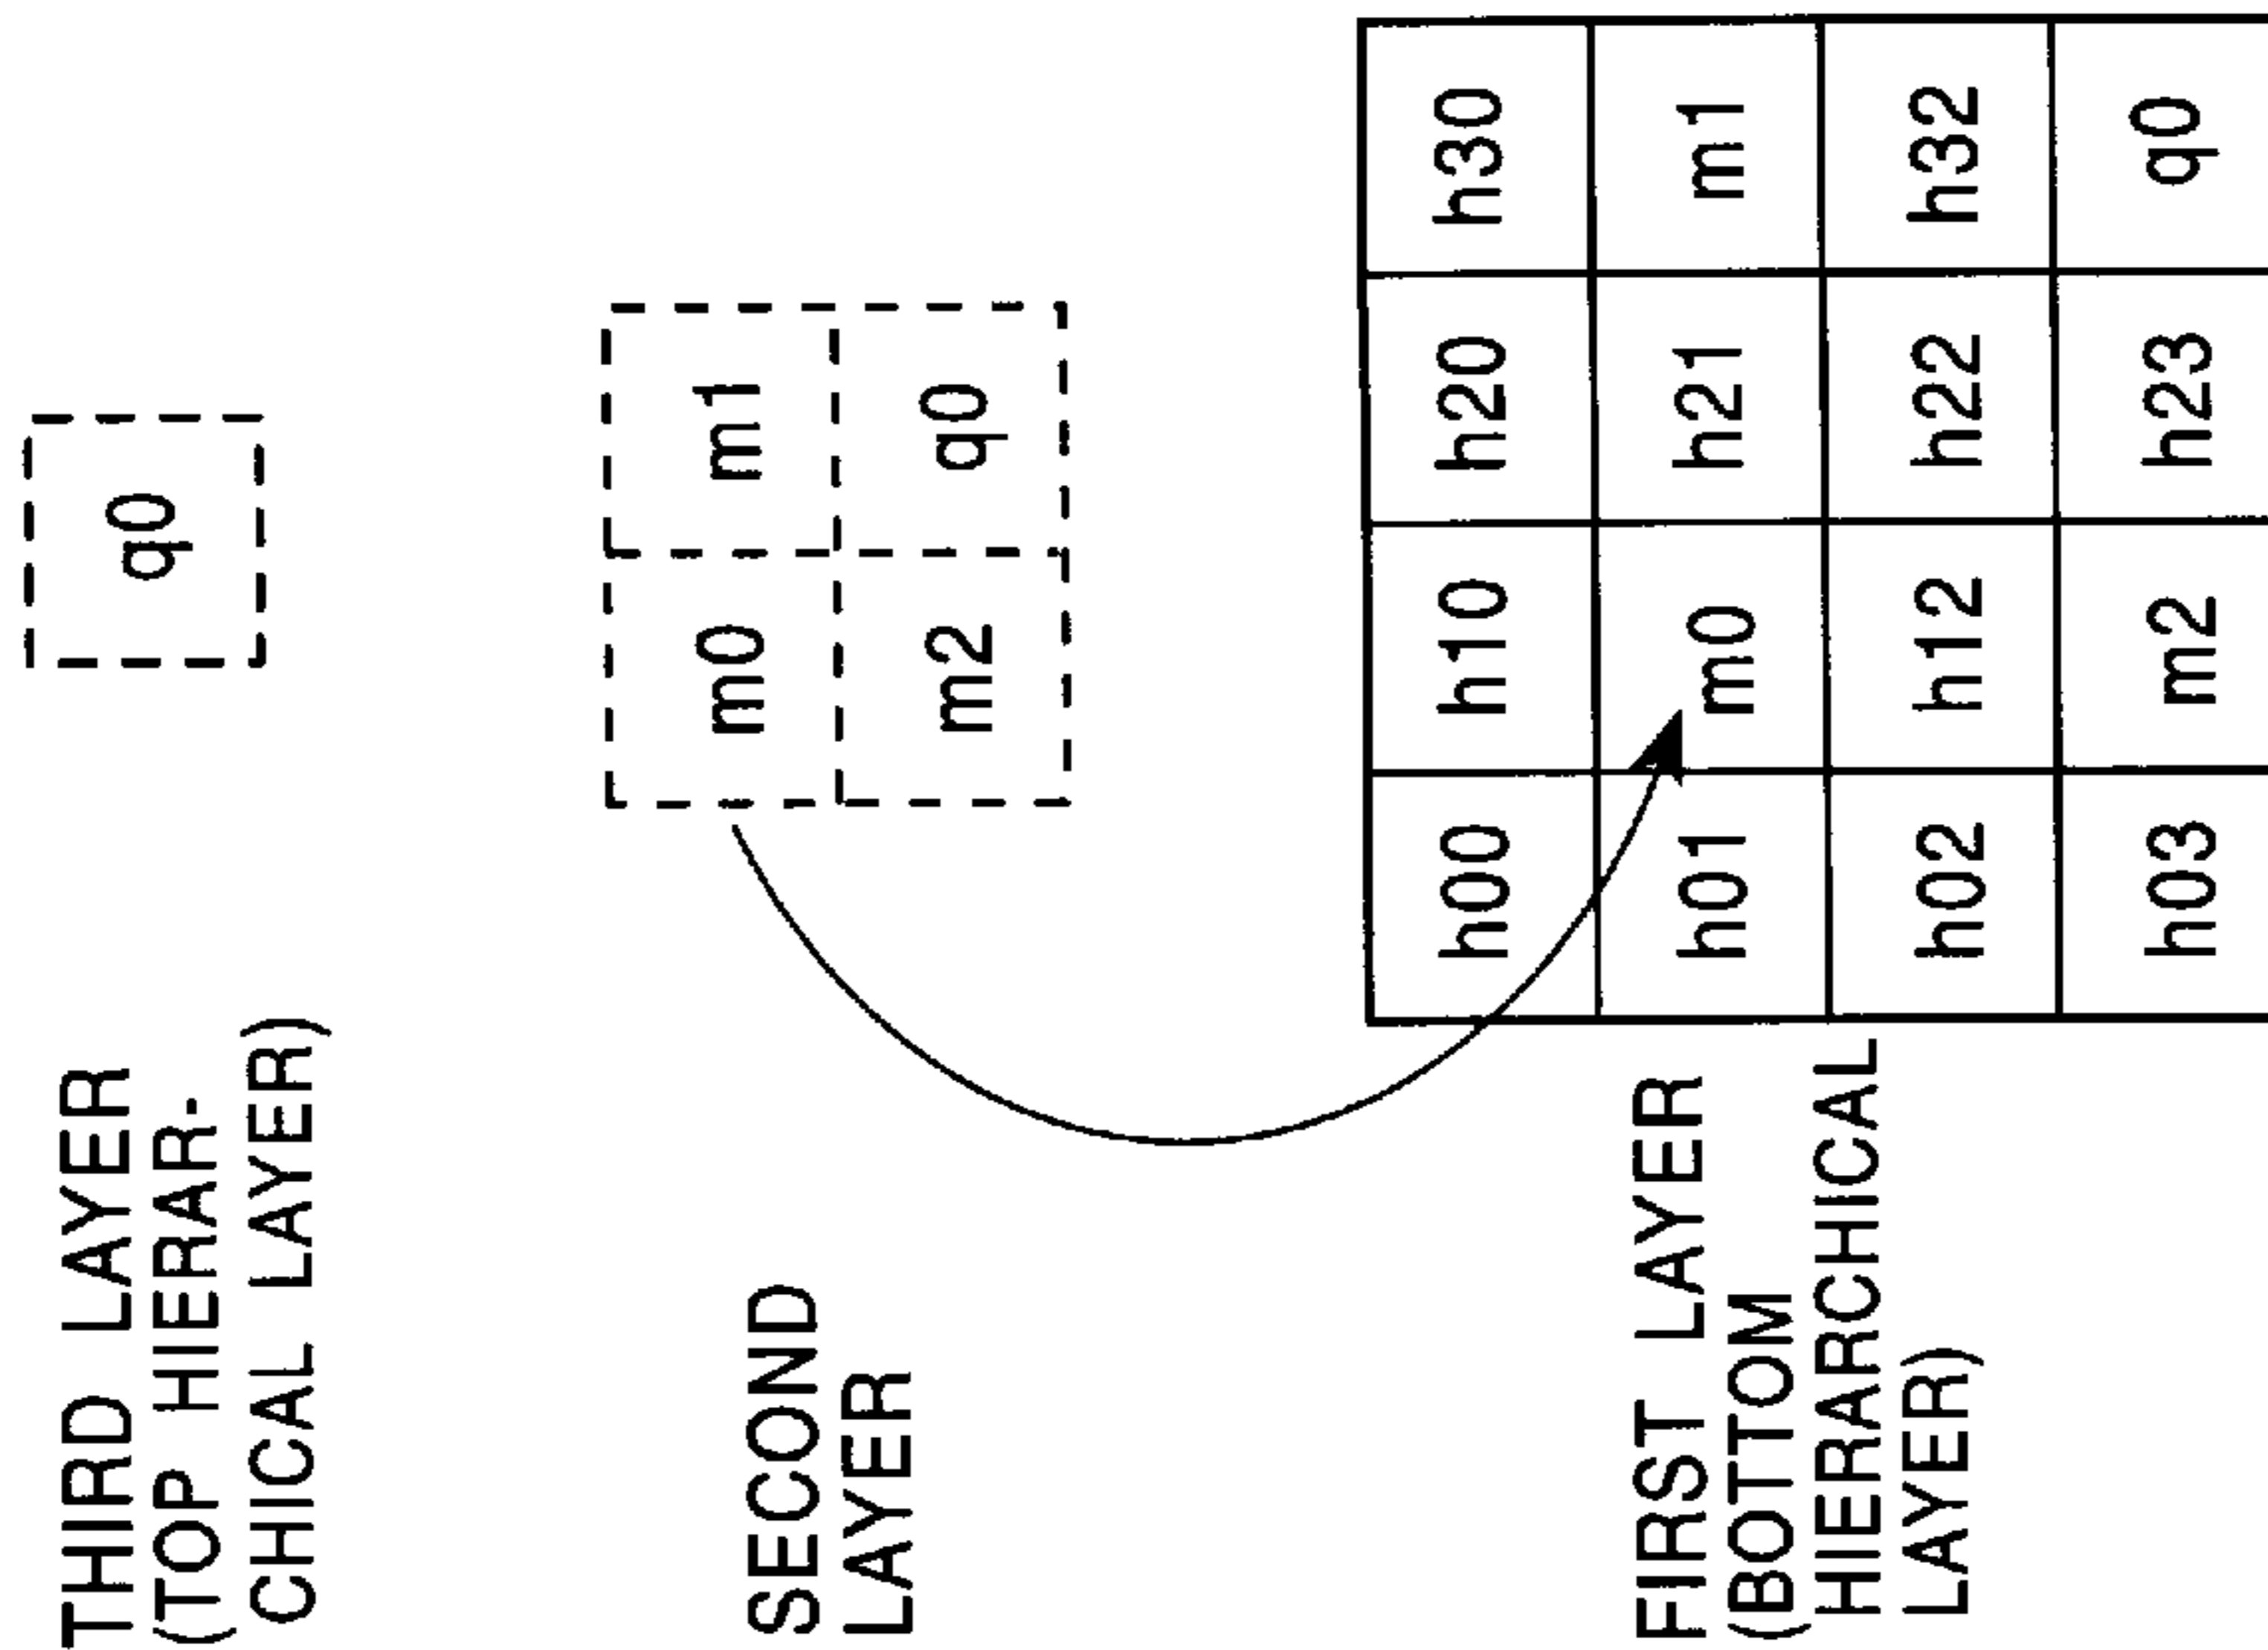 THIRD LAYER
(TOP HIERAR-
CHICAL LAYER)
q0
SECOND
LAYER
m0 m1
m2 q0
FIRST LAYER
(BOTTOM
HIERARCHICAL
LAYER)
h00 h10 h20 h30
h01 m0 h21 m1
h02 h12 h22 h32
h03 m2 h23 q0